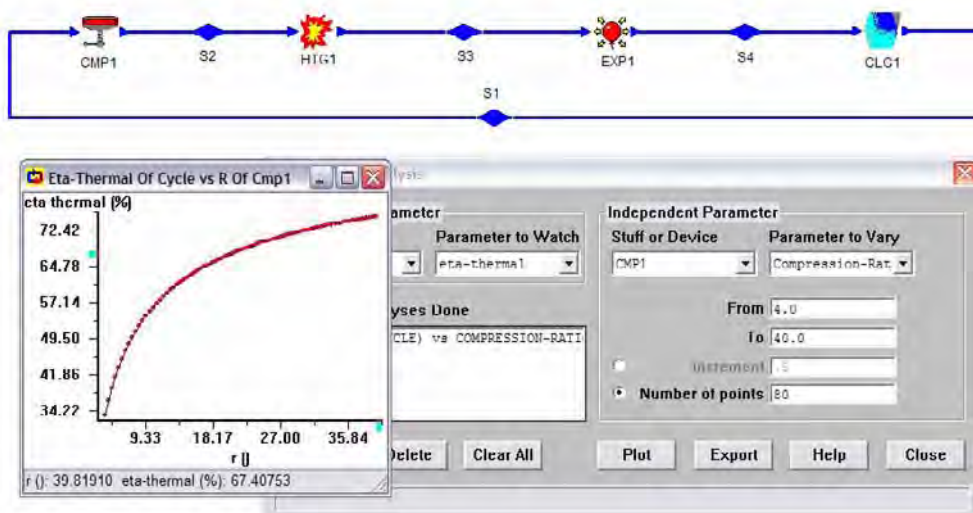 CMP1
S2
HTG1
S3
EXP1
S4
CLG1
S1
Eta-Thermal Of Cycle vs R Of Cmp1
eta thermal (%)
72.42
64.78
57.14
49.50
41.86
34.22
9.33 18.17 27.00 35.84
r ()
r (): 39.81910 eta-thermal (%): 67.40753
lysis
ameter
Parameter to Watch
eta-thermal
lyses Done
CLE) vs COMPRESSION-RATI
Independent Parameter
Stuff or Device Parameter to Vary
CMP1 Compression-Rat
From 4.0
To 40.0
Increment .5
Number of points 80
Delete Clear All Plot Export Help Close